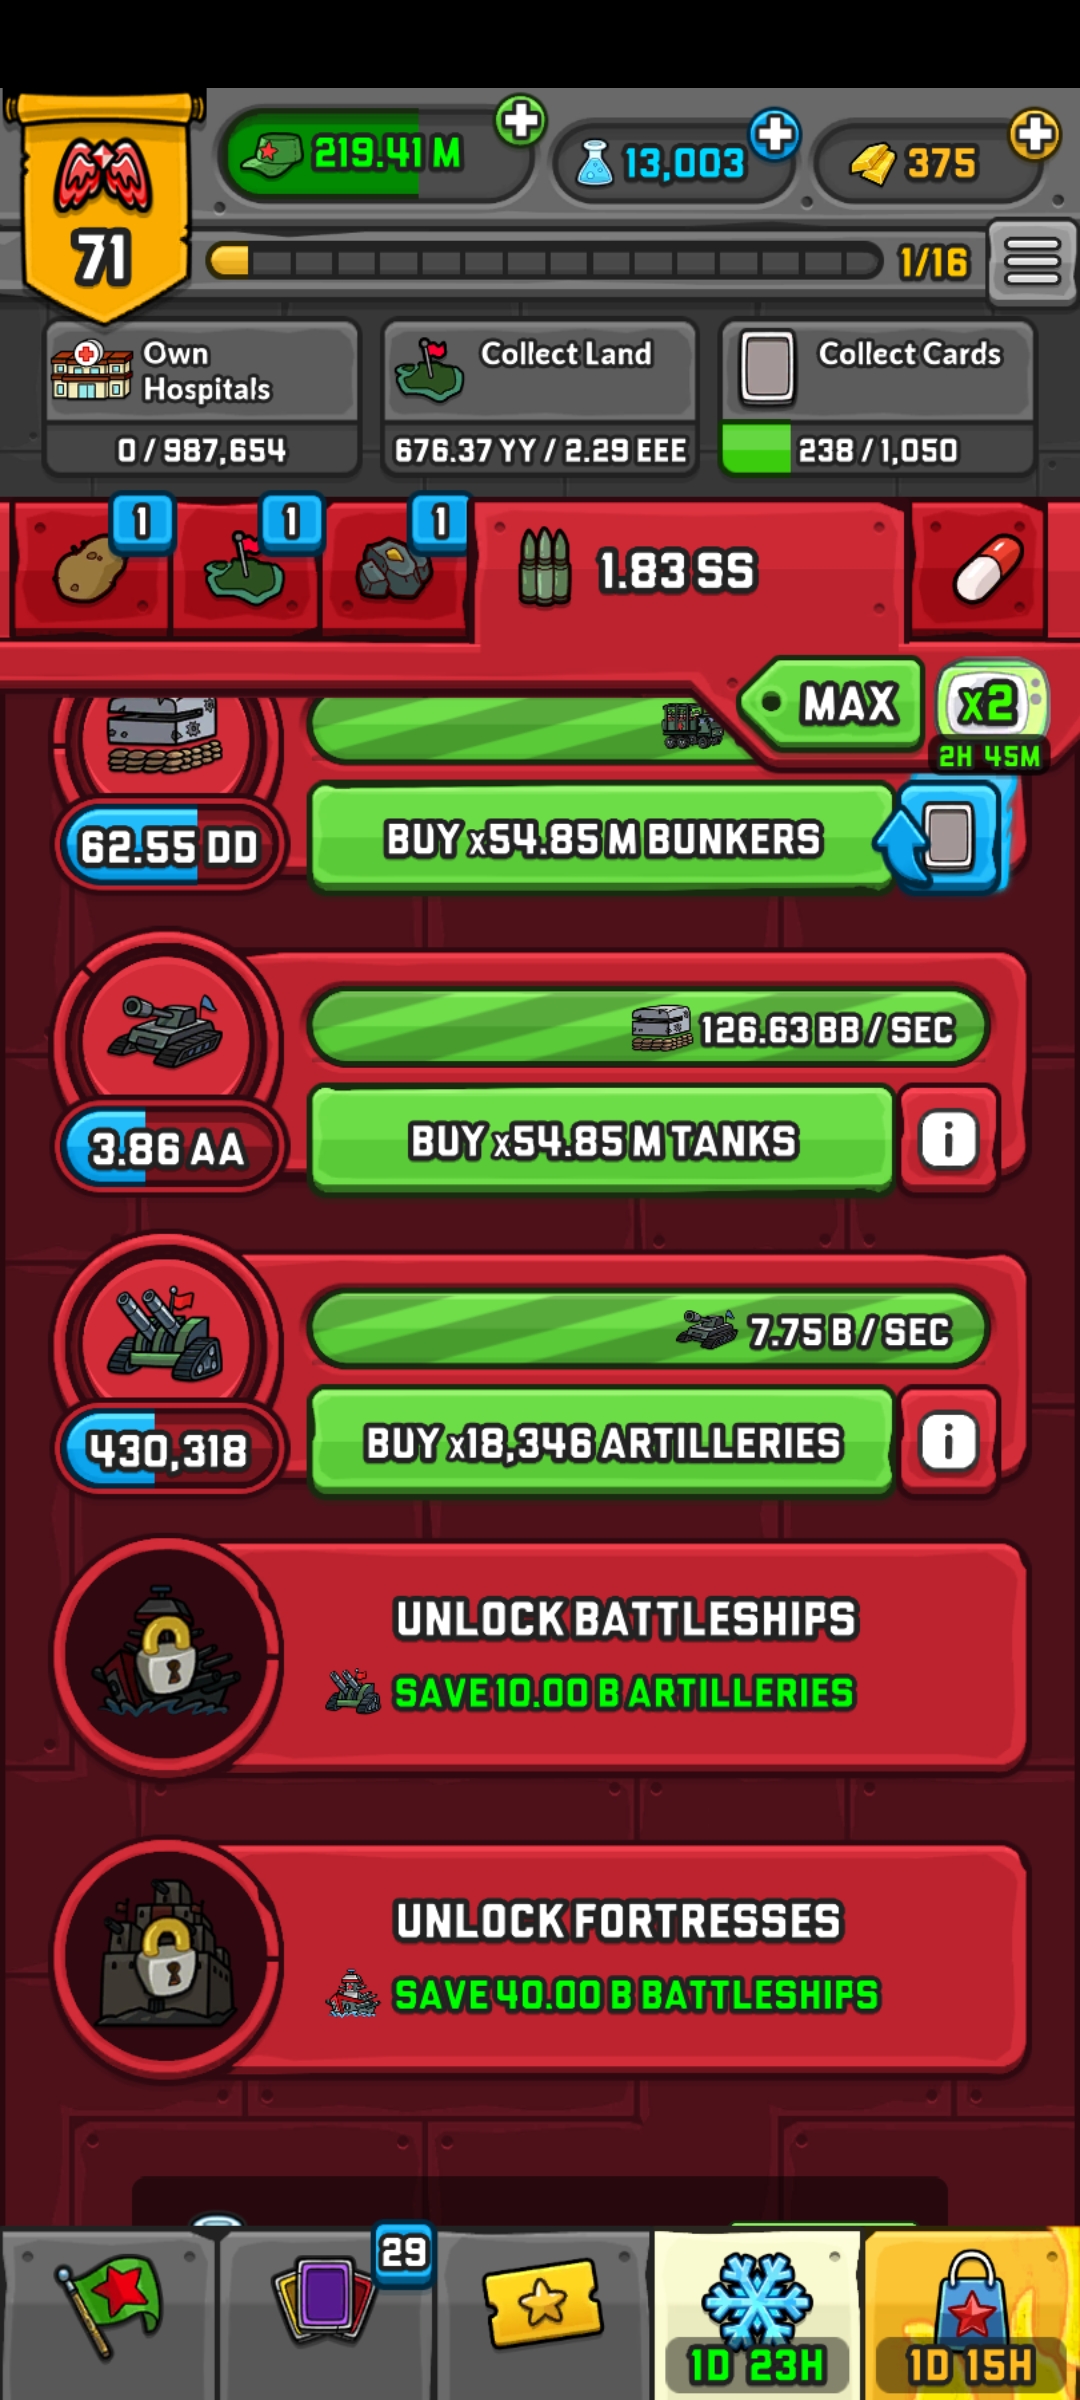 219.41 M
13,003
375
71
1/16
Own
Hospitals
0 / 987,654
Collect Land
676.37 YY / 2.29 EEE
Collect Cards
238 / 1,050
1
1
1
1.83 SS
MAX
x2
2H 45M
62.55 DD
BUY x54.85 M BUNKERS
126.63 BB / SEC
3.86 AA
BUY x54.85 M TANKS
i
7.75 B / SEC
430,318
BUY x18,346 ARTILLERIES
i
UNLOCK BATTLESHIPS
SAVE 10.00 B ARTILLERIES
UNLOCK FORTRESSES
SAVE 40.00 B BATTLESHIPS
29
1D 23H
1D 15H